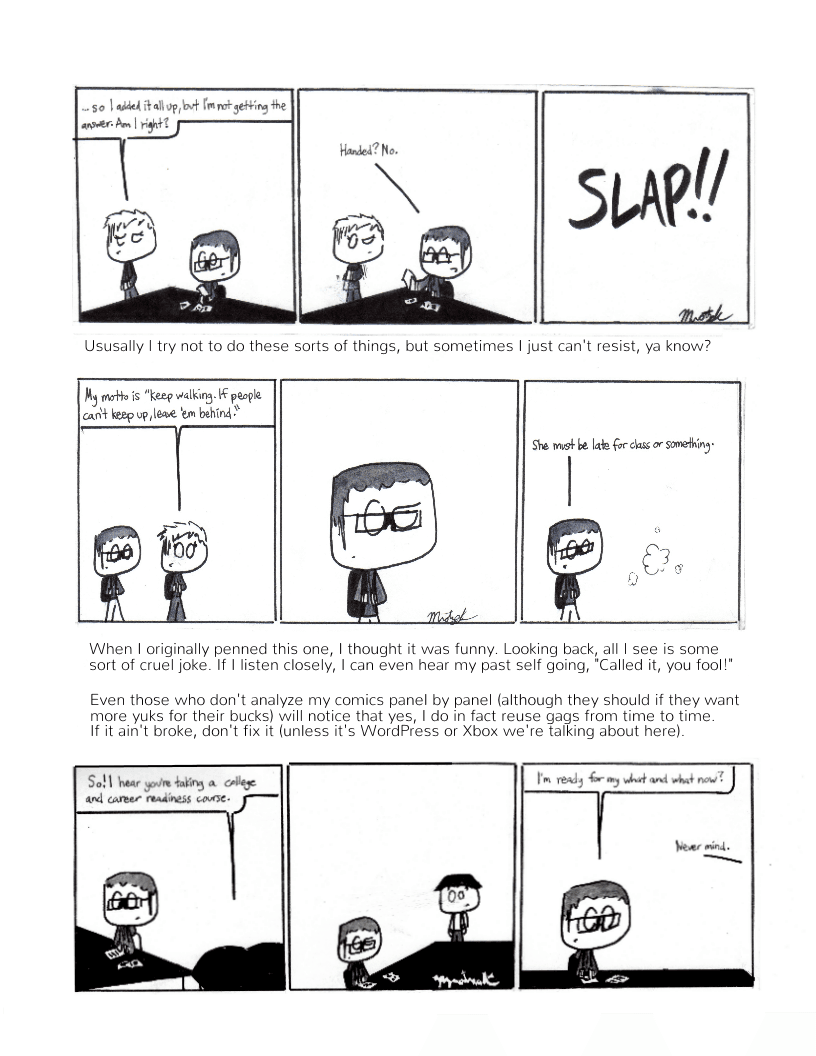 ... so I added it all up, but I'm not getting the
answer. Am I right?
Handed? No.
SLAP!!
Ususally I try not to do these sorts of things, but sometimes I just can't resist, ya know?
My motto is "keep walking. If people
can't keep up, leave 'em behind."
She must be late for class or something.
When I originally penned this one, I thought it was funny. Looking back, all I see is some
sort of cruel joke. If I listen closely, I can even hear my past self going, "Called it, you fool!"
Even those who don't analyze my comics panel by panel (although they should if they want
more yuks for their bucks) will notice that yes, I do in fact reuse gags from time to time.
If it ain't broke, don't fix it (unless it's WordPress or Xbox we're talking about here).
So! I hear you're taking a college
and career readiness course.
I'm ready for my what and what now?
Never mind.